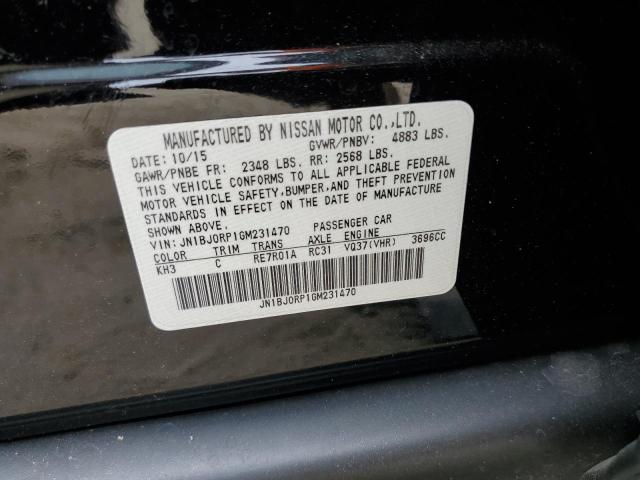 MANUFACTURED BY NISSAN MOTOR CO.,LTD.
DATE: 10/15 GVWR/PNBV: 4883 LBS.
GAWR/PNBE FR: 2348 LBS. RR: 2568 LBS.
THIS VEHICLE CONFORMS TO ALL APPLICABLE FEDERAL
MOTOR VEHICLE SAFETY, BUMPER, AND THEFT PREVENTION
STANDARDS IN EFFECT ON THE DATE OF MANUFACTURE
SHOWN ABOVE.
VIN: JN1BJ0RP1GM231470 PASSENGER CAR
COLOR TRIM TRANS AXLE ENGINE
KH3 C RE7R01A RC31 VQ37(VHR) 3696CC
JN1BJ0RP1GM231470